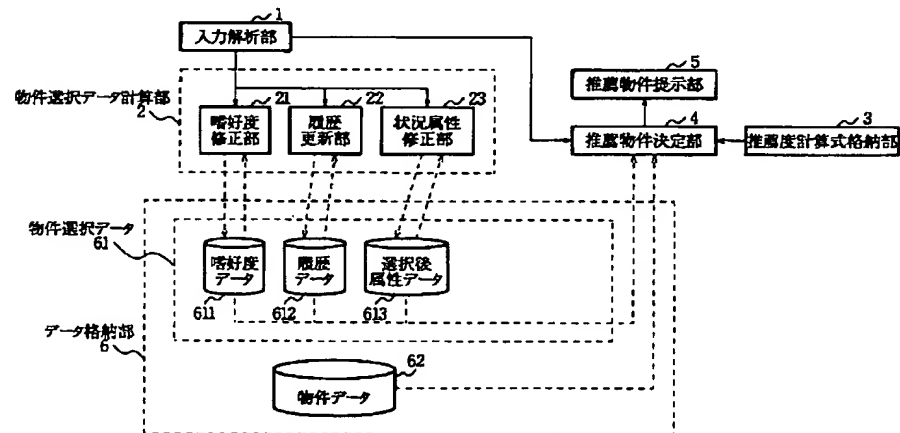 1
入力解析部
物件選択データ計算部
2
21
嗜好度
修正部
22
履歴
更新部
23
状況属性
修正部
5
推薦物件提示部
4
推薦物件決定部
3
推薦度計算式格納部
物件選択データ
61
嗜好度
データ
611
履歴
データ
612
選択後
属性データ
613
データ格納部
6
62
物件データ